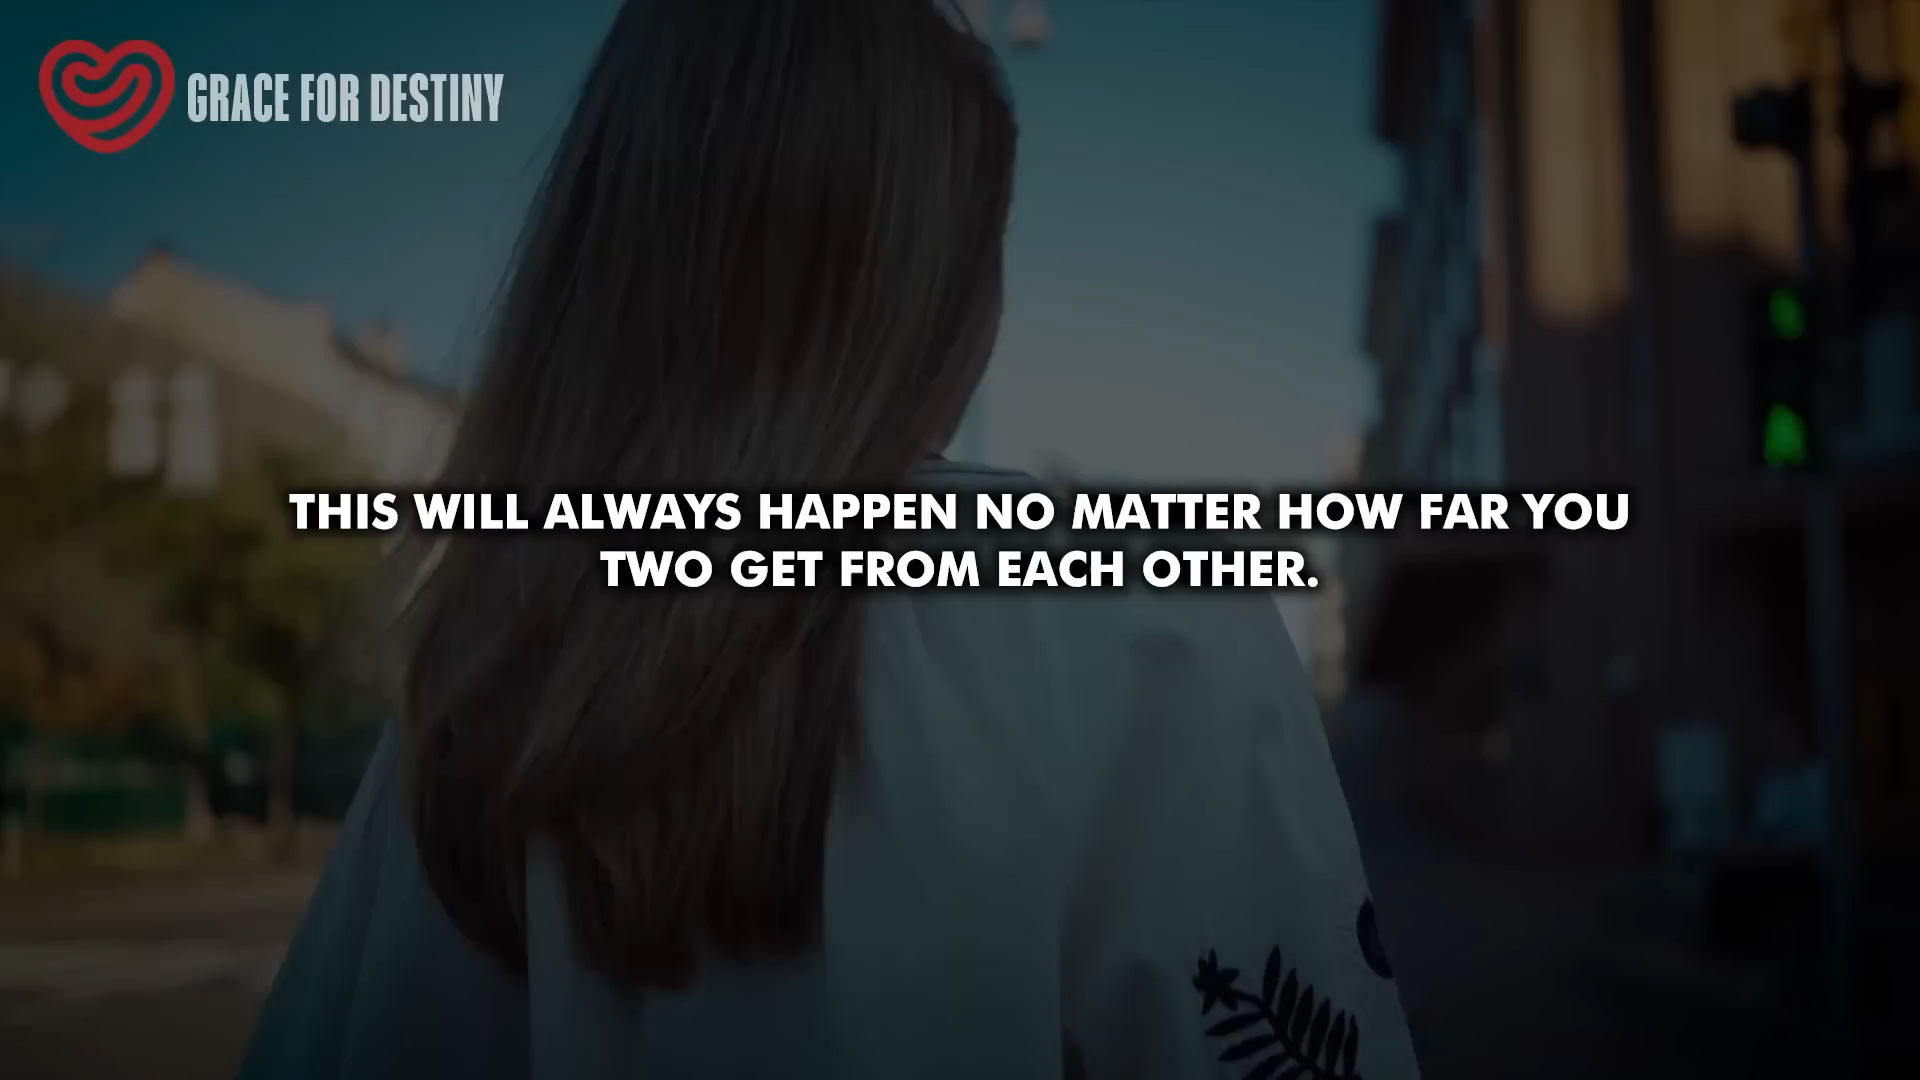 GRACE FOR DESTINY
THIS WILL ALWAYS HAPPEN NO MATTER HOW FAR YOU
TWO GET FROM EACH OTHER.